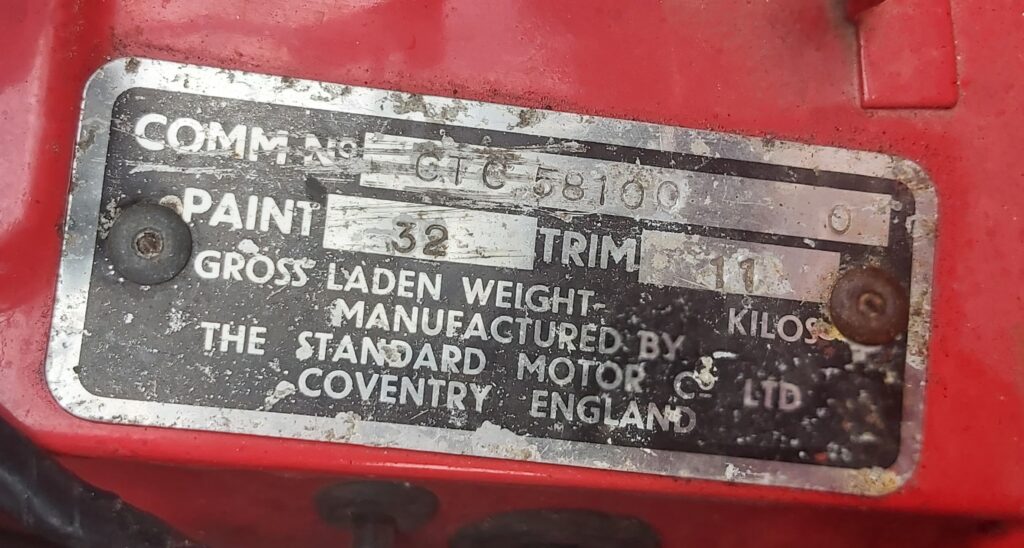 COMM Nº CTC 58100 O
PAINT 32 TRIM 11
GROSS LADEN WEIGHT KILOS
MANUFACTURED BY
THE STANDARD MOTOR Cº LTD
COVENTRY ENGLAND